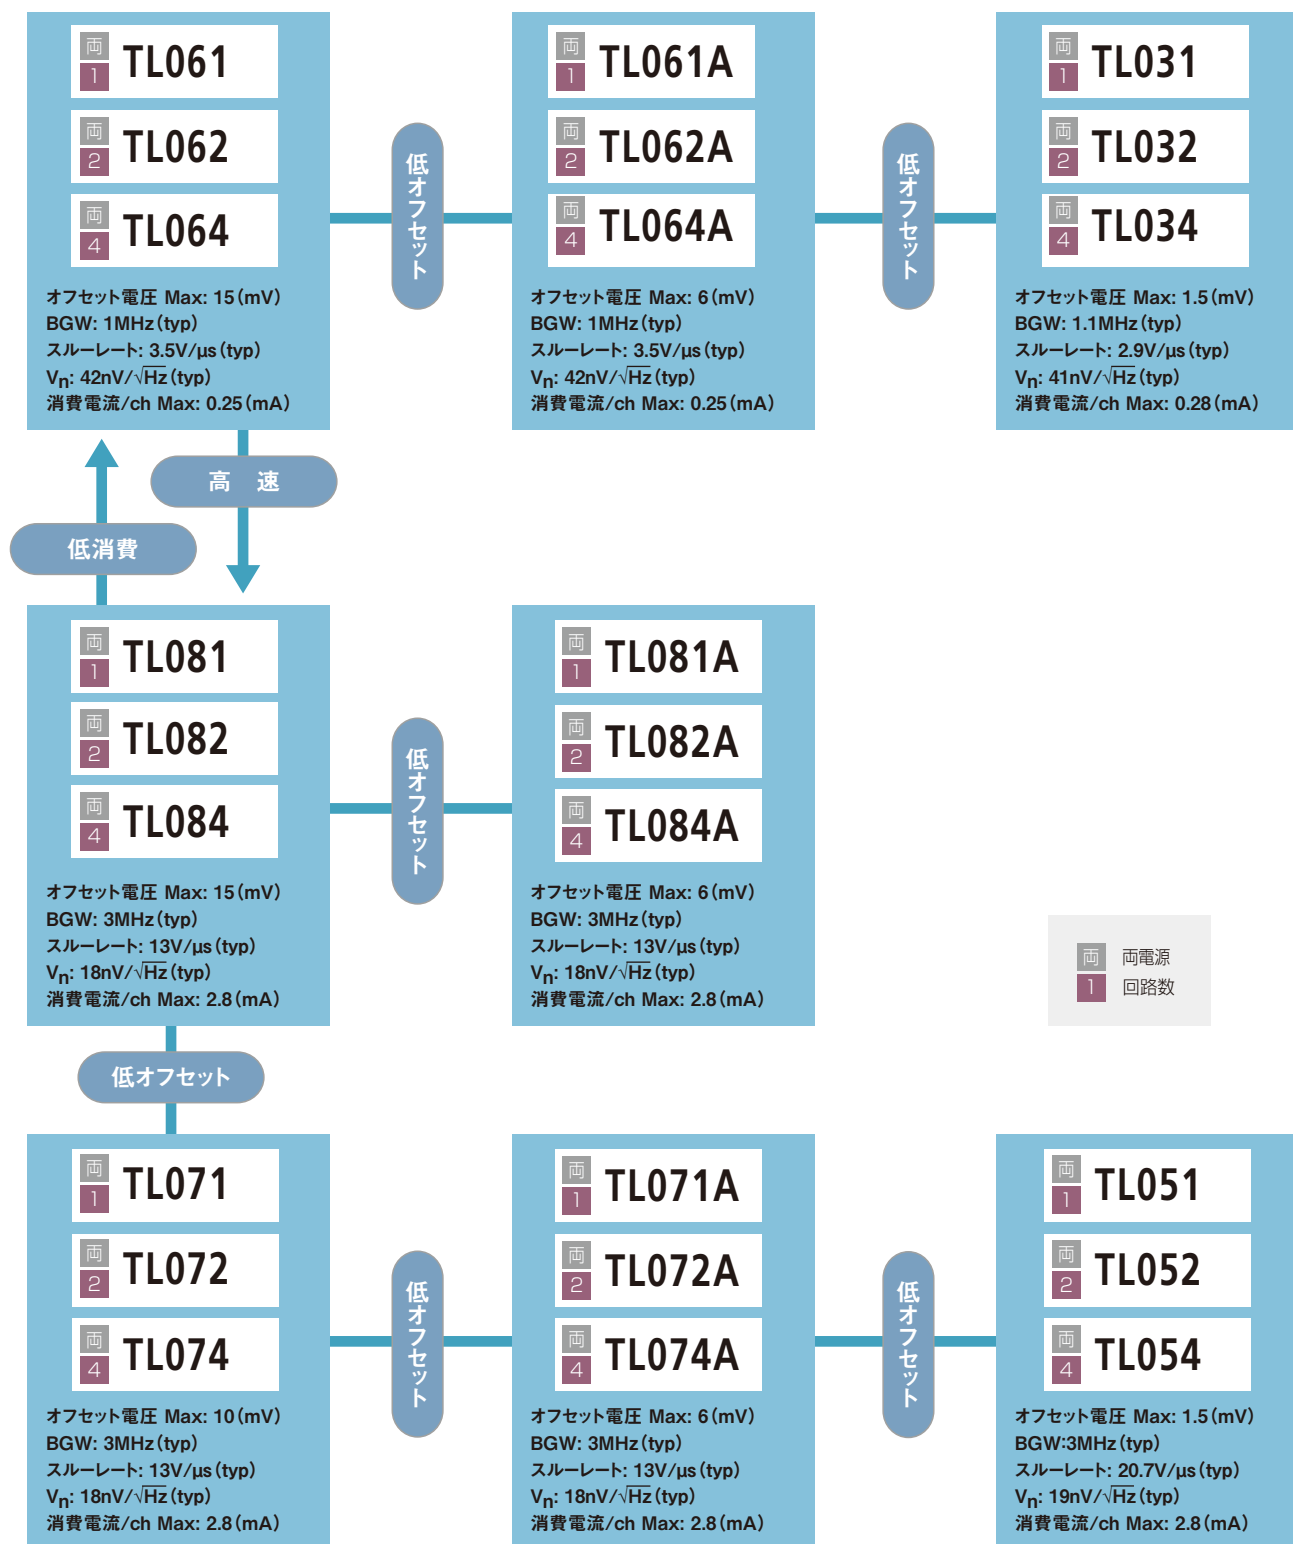 両
1
TL061
両
2
TL062
両
4
TL064
オフセット電圧 Max: 15(mV)
BGW: 1MHz(typ)
スルーレート: 3.5V/μs(typ)
Vn: 42nV/√Hz(typ)
消費電流/ch Max: 0.25(mA)
低オフセット
両
1
TL061A
両
2
TL062A
両
4
TL064A
オフセット電圧 Max: 6(mV)
BGW: 1MHz(typ)
スルーレート: 3.5V/μs(typ)
Vn: 42nV/√Hz(typ)
消費電流/ch Max: 0.25(mA)
低オフセット
両
1
TL031
両
2
TL032
両
4
TL034
オフセット電圧 Max: 1.5(mV)
BGW: 1.1MHz(typ)
スルーレート: 2.9V/μs(typ)
Vn: 41nV/√Hz(typ)
消費電流/ch Max: 0.28(mA)
高 速
低消費
両
1
TL081
両
2
TL082
両
4
TL084
オフセット電圧 Max: 15(mV)
BGW: 3MHz(typ)
スルーレート: 13V/μs(typ)
Vn: 18nV/√Hz(typ)
消費電流/ch Max: 2.8(mA)
低オフセット
両
1
TL081A
両
2
TL082A
両
4
TL084A
オフセット電圧 Max: 6(mV)
BGW: 3MHz(typ)
スルーレート: 13V/μs(typ)
Vn: 18nV/√Hz(typ)
消費電流/ch Max: 2.8(mA)
両 両電源
1 回路数
低オフセット
両
1
TL071
両
2
TL072
両
4
TL074
オフセット電圧 Max: 10(mV)
BGW: 3MHz(typ)
スルーレート: 13V/μs(typ)
Vn: 18nV/√Hz(typ)
消費電流/ch Max: 2.8(mA)
低オフセット
両
1
TL071A
両
2
TL072A
両
4
TL074A
オフセット電圧 Max: 6(mV)
BGW: 3MHz(typ)
スルーレート: 13V/μs(typ)
Vn: 18nV/√Hz(typ)
消費電流/ch Max: 2.8(mA)
低オフセット
両
1
TL051
両
2
TL052
両
4
TL054
オフセット電圧 Max: 1.5(mV)
BGW:3MHz(typ)
スルーレート: 20.7V/μs(typ)
Vn: 19nV/√Hz(typ)
消費電流/ch Max: 2.8(mA)